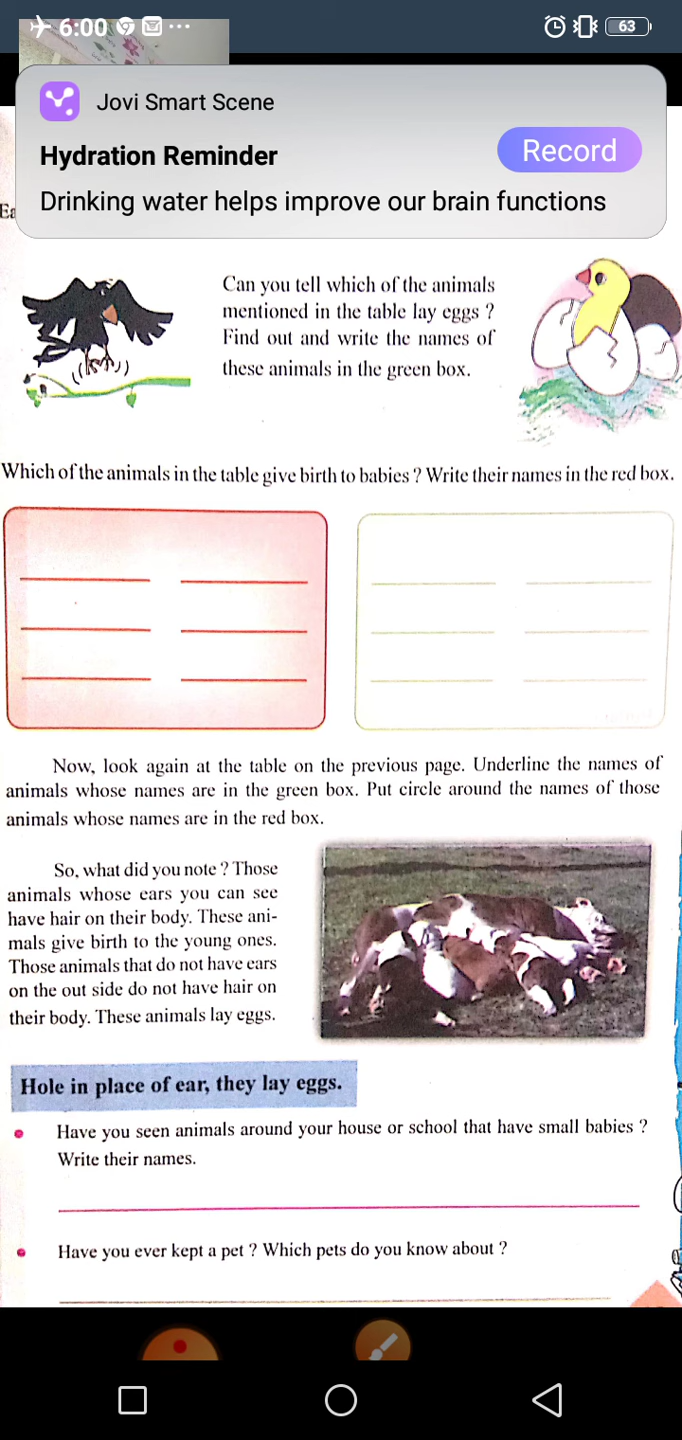 6:00
63
Jovi Smart Scene
Hydration Reminder
Record
Drinking water helps improve our brain functions
Can you tell which of the animals
mentioned in the table lay eggs ?
Find out and write the names of
these animals in the green box.
Which of the animals in the table give birth to babies ? Write their names in the red box.
Now, look again at the table on the previous page. Underline the names of
animals whose names are in the green box. Put circle around the names of those
animals whose names are in the red box.
So, what did you note ? Those
animals whose ears you can see
have hair on their body. These ani-
mals give birth to the young ones.
Those animals that do not have ears
on the out side do not have hair on
their body. These animals lay eggs.
Hole in place of ear, they lay eggs.
Have you seen animals around your house or school that have small babies ?
Write their names.
Have you ever kept a pet ? Which pets do you know about ?